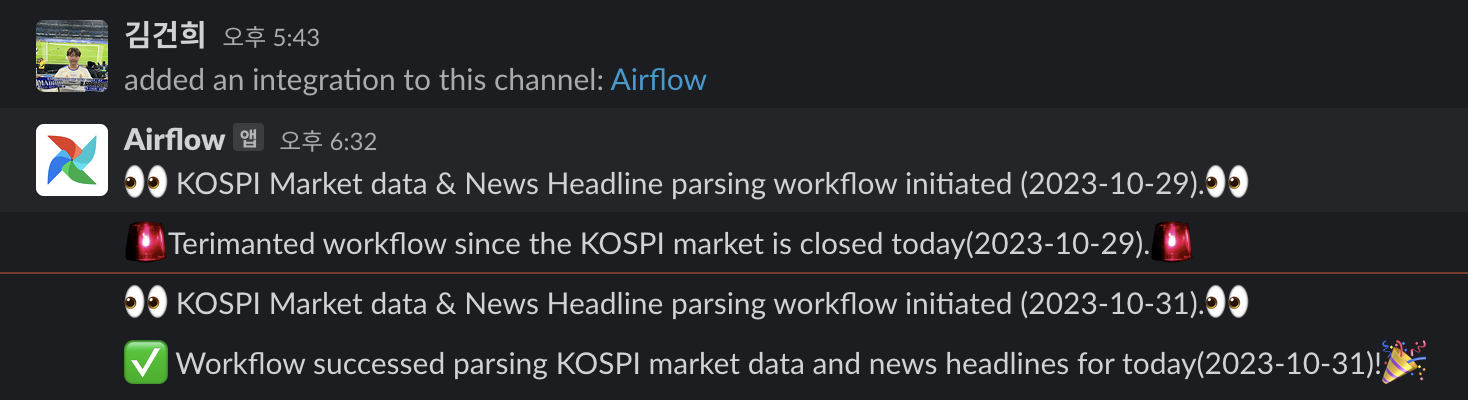 김건희 오후 5:43
added an integration to this channel: Airflow
Airflow 앱 오후 6:32
👀 KOSPI Market data & News Headline parsing workflow initiated (2023-10-29).👀
🚨Terimanted workflow since the KOSPI market is closed today(2023-10-29).🚨
👀 KOSPI Market data & News Headline parsing workflow initiated (2023-10-31).👀
✅ Workflow successed parsing KOSPI market data and news headlines for today(2023-10-31)!🎉